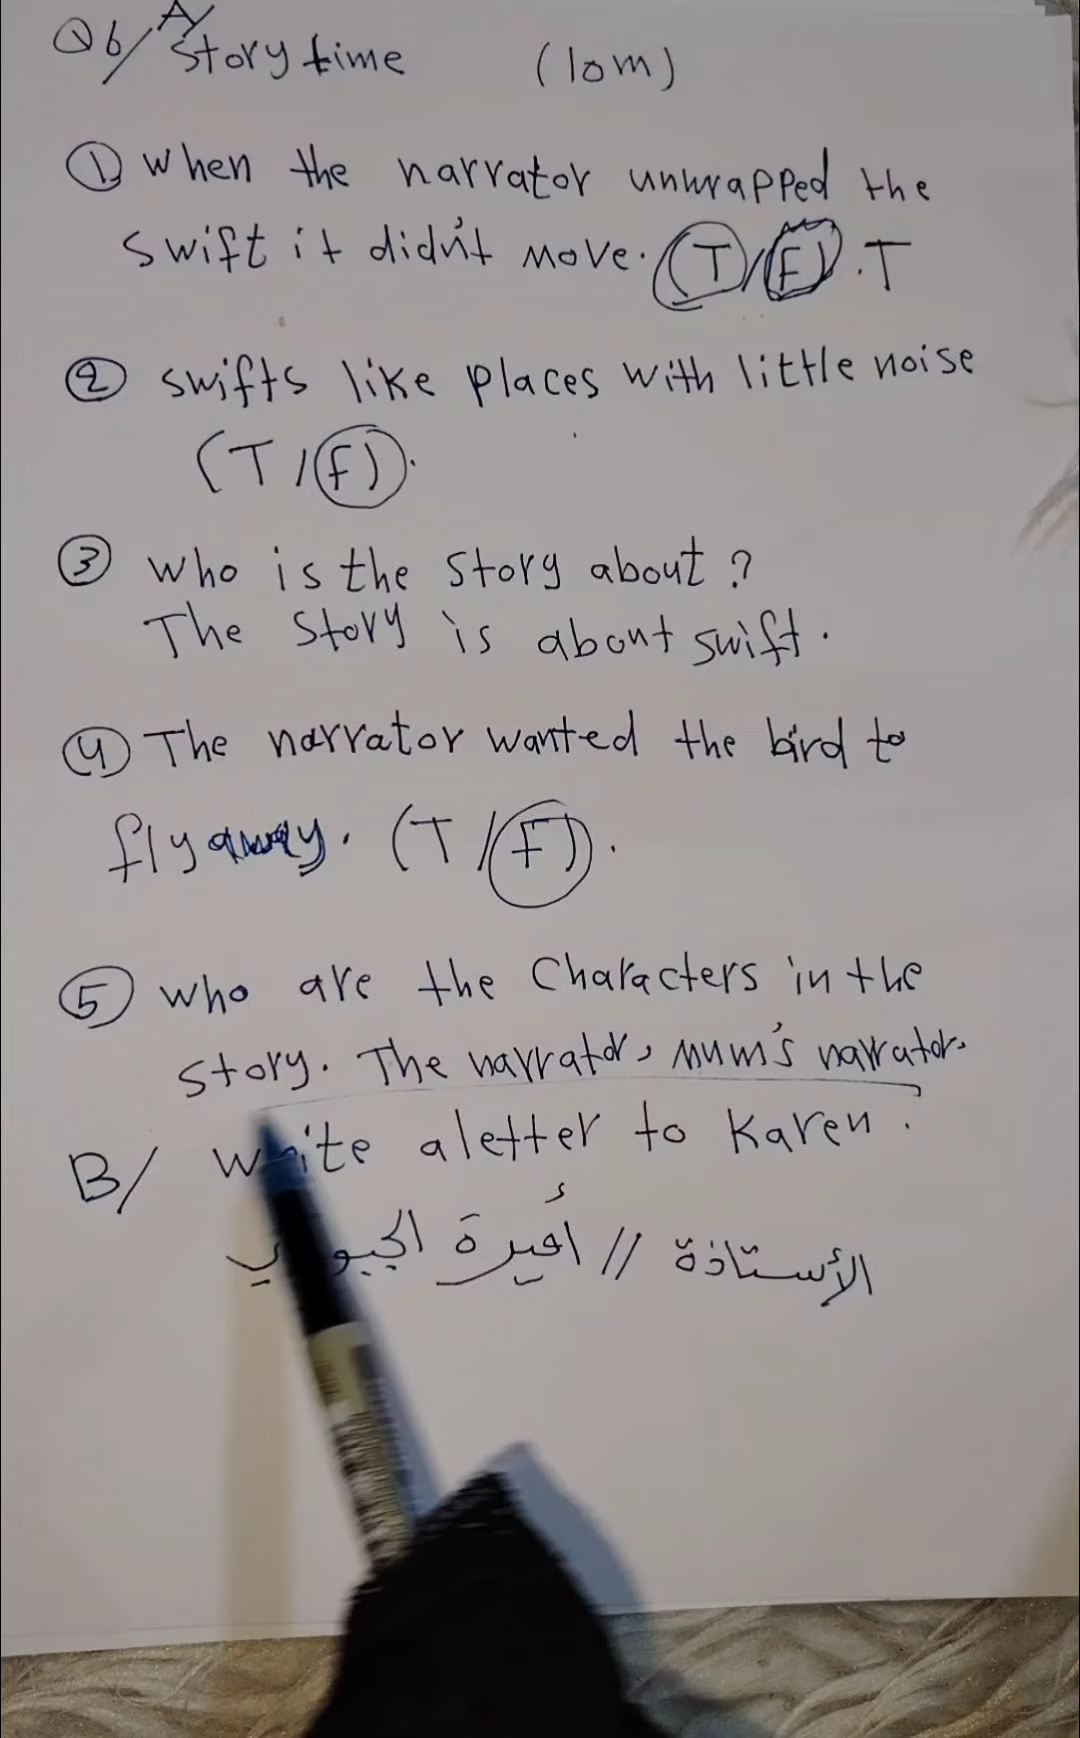 Q6/ A/ Story time (10m)
① When the narrator unwrapped the
swift it didn't move. (T/F). T
② swifts like places with little noise
(T/F).
③ Who is the story about?
The story is about swift.
④ The narrator wanted the bird to
fly away. (T/F).
⑤ Who are the Characters in the
story. The narrator, mum's narrator.
B/ write a letter to Karen.
الأستاذة // أميرة